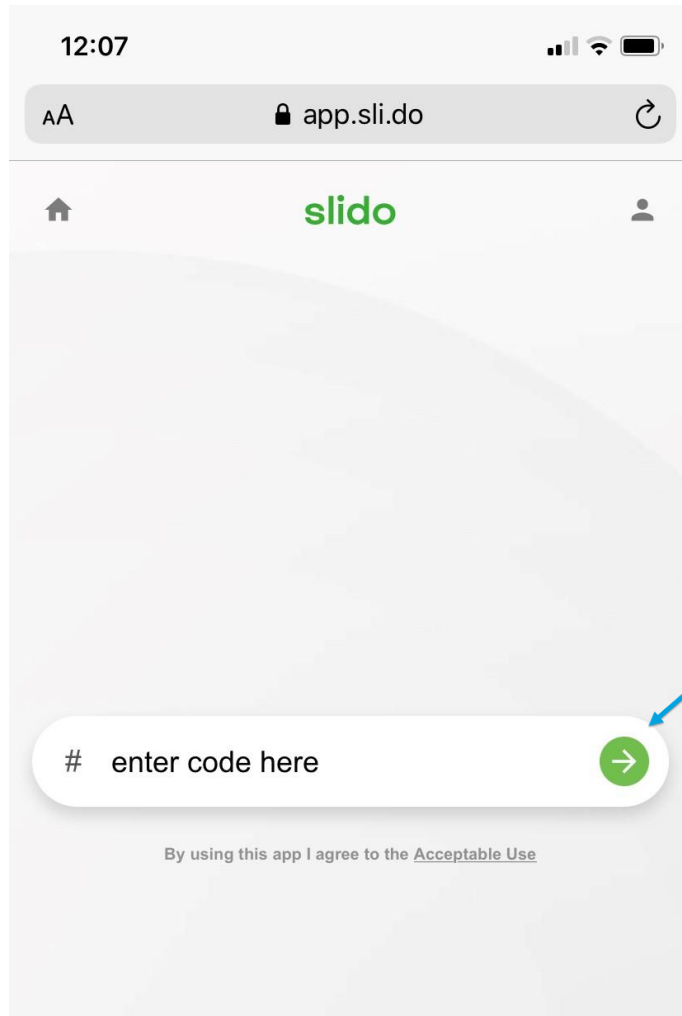 12:07
AA app.sli.do
slido
# enter code here
By using this app I agree to the Acceptable Use